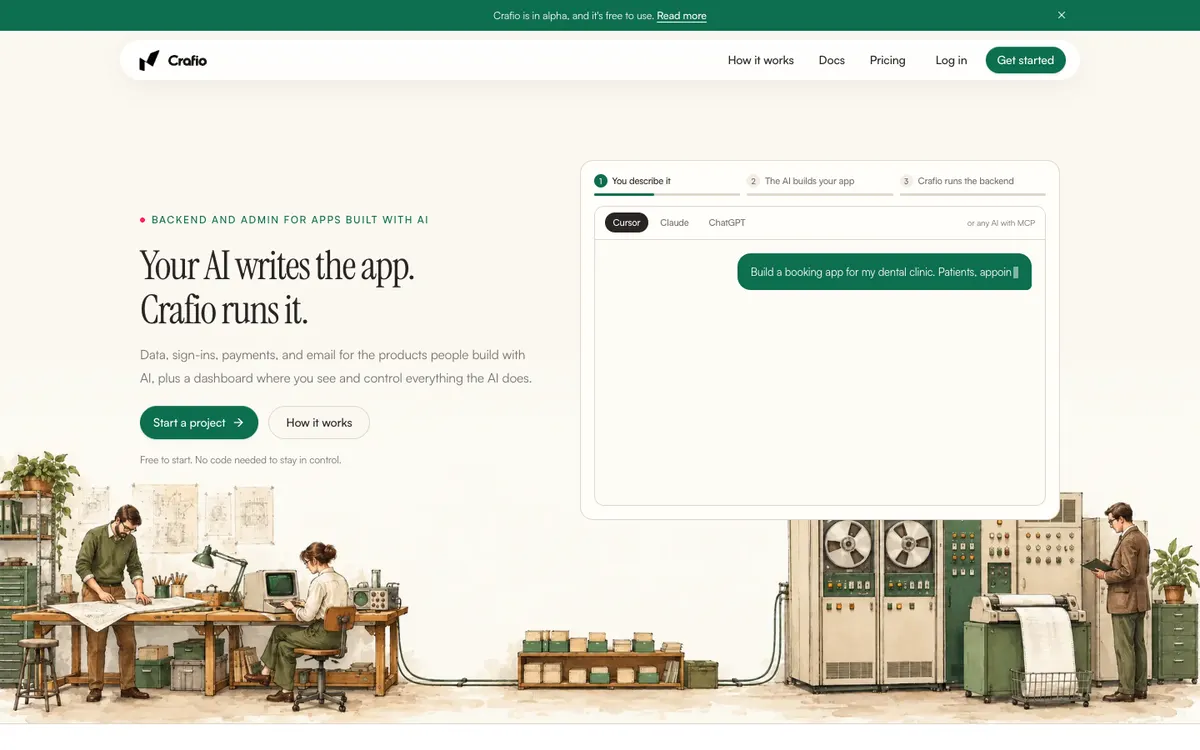 Crafio is in alpha, and it's free to use. Read more
Crafio
How it works Docs Pricing Log in Get started
BACKEND AND ADMIN FOR APPS BUILT WITH AI
Your AI writes the app.
Crafio runs it.
Data, sign-ins, payments, and email for the products people build with
AI, plus a dashboard where you see and control everything the AI does.
Start a project →
How it works
Free to start. No code needed to stay in control.
1 You describe it
2 The AI builds your app
3 Crafio runs the backend
Cursor Claude ChatGPT or any AI with MCP
Build a booking app for my dental clinic. Patients, appoin